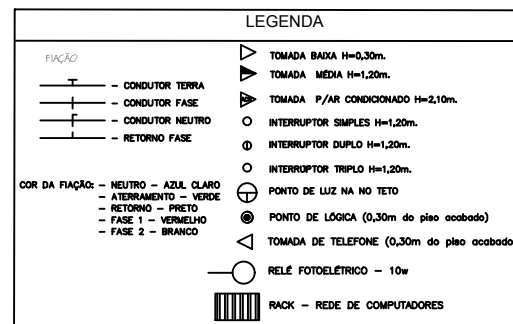 LEGENDA
FIAÇÃO
– CONDUTOR TERRA
– CONDUTOR FASE
– CONDUTOR NEUTRO
– RETORNO FASE
COR DA FIAÇÃO: – NEUTRO – AZUL CLARO
– ATERRAMENTO – VERDE
– RETORNO – PRETO
– FASE 1 – VERMELHO
– FASE 2 – BRANCO
TOMADA BAIXA H=0,30m.
TOMADA MÉDIA H=1,20m.
TOMADA P/AR CONDICIONADO H=2,10m.
INTERRUPTOR SIMPLES H=1,20m.
INTERRUPTOR DUPLO H=1,20m.
INTERRUPTOR TRIPLO H=1,20m.
PONTO DE LUZ NA NO TETO
PONTO DE LÓGICA (0,30m do piso acabado)
TOMADA DE TELEFONE (0,30m do piso acabado
RELÉ FOTOELÉTRICO – 10w
RACK – REDE DE COMPUTADORES